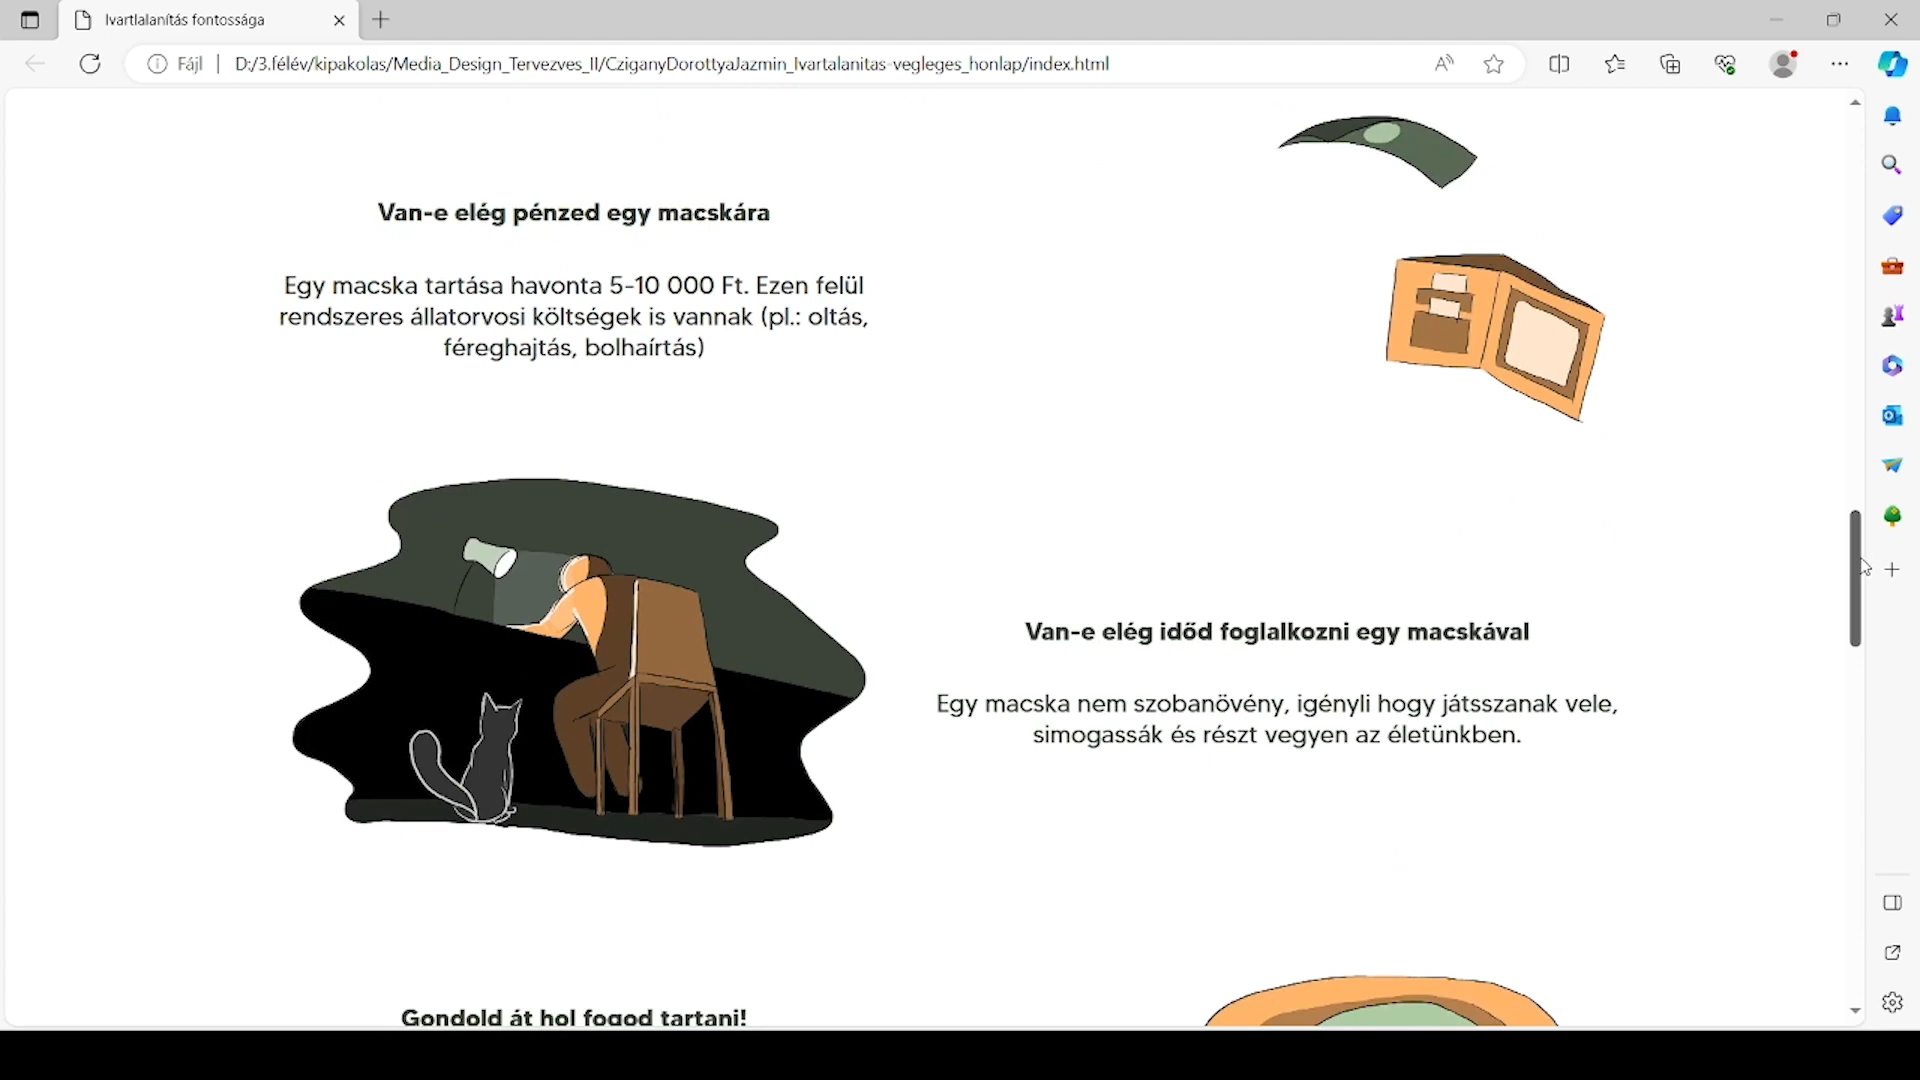 Ivartlalanítás fontossága
Fájl
D:/3.félév/kipakolas/Media_Design_Tervezves_II/CziganyDorottyaJazmin_Ivartalanitas-vegleges_honlap/index.html
Van-e elég pénzed egy macskára
Egy macska tartása havonta 5-10 000 Ft. Ezen felül
rendszeres állatorvosi költségek is vannak (pl.: oltás,
féreghajtás, bolhaírtás)
Van-e elég időd foglalkozni egy macskával
Egy macska nem szobanövény, igényli hogy játsszanak vele,
simogassák és részt vegyen az életünkben.
Gondold át hol fogod tartani!